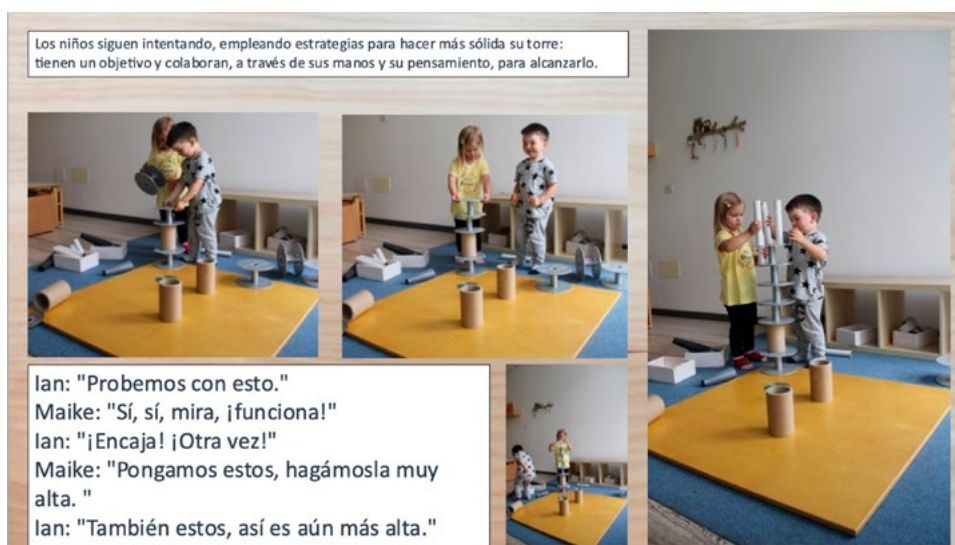 Los niños siguen intentando, empleando estrategias para hacer más sólida su torre:
tienen un objetivo y colaboran, a través de sus manos y su pensamiento, para alcanzarlo.
Ian: "Probemos con esto."
Maike: "Sí, sí, mira, ¡funciona!"
Ian: "¡Encaja! ¡Otra vez!"
Maike: "Pongamos estos, hagámosla muy
alta. "
Ian: "También estos, así es aún más alta."